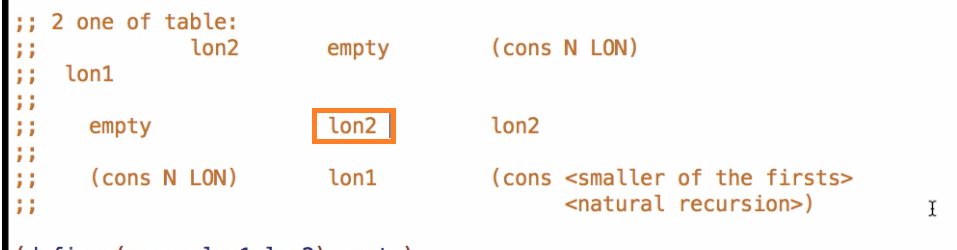 ;; 2 one of table:
;; lon2 empty (cons N LON)
;; lon1
;;
;; empty lon2 lon2
;;
;; (cons N LON) lon1 (cons <smaller of the firsts>
;; <natural recursion>)